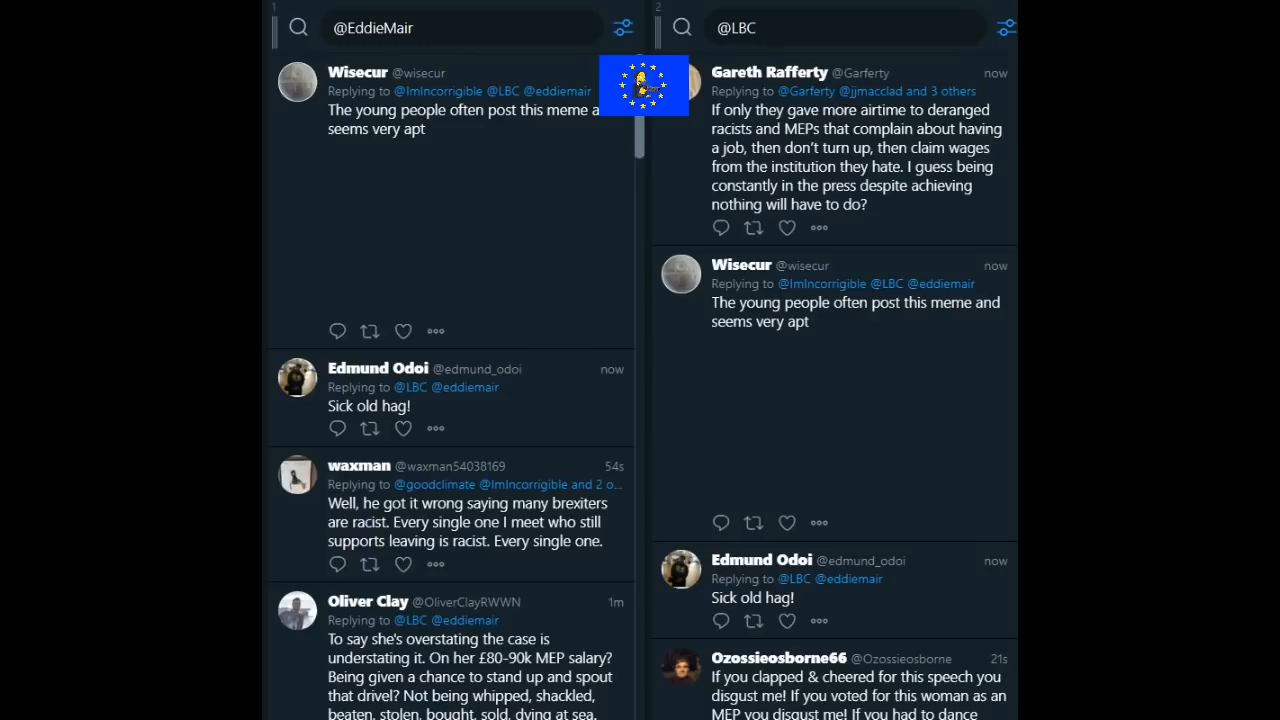 1
@EddieMair
Wisecur @wisecur
Replying to @ImIncorrigible @LBC @eddiemair
The young people often post this meme a
seems very apt
Edmund Odoi @edmund_odoi now
Replying to @LBC @eddiemair
Sick old hag!
waxman @waxman54038169 54s
Replying to @goodclimate @ImIncorrigible and 2 o...
Well, he got it wrong saying many brexiters
are racist. Every single one I meet who still
supports leaving is racist. Every single one.
Oliver Clay @OliverClayRWWN 1m
Replying to @LBC @eddiemair
To say she's overstating the case is
understating it. On her £80-90k MEP salary?
Being given a chance to stand up and spout
that drivel? Not being whipped, shackled,
beaten, stolen, bought, sold, dying at sea.
2
@LBC
Gareth Rafferty @Garferty now
Replying to @Garferty @jjmacclad and 3 others
If only they gave more airtime to deranged
racists and MEPs that complain about having
a job, then don't turn up, then claim wages
from the institution they hate. I guess being
constantly in the press despite achieving
nothing will have to do?
Wisecur @wisecur now
Replying to @ImIncorrigible @LBC @eddiemair
The young people often post this meme and
seems very apt
Edmund Odoi @edmund_odoi now
Replying to @LBC @eddiemair
Sick old hag!
Ozossieosborne66 @Ozossieosborne 21s
If you clapped & cheered for this speech you
disgust me! If you voted for this woman as an
MEP you disgust me! If you had to dance